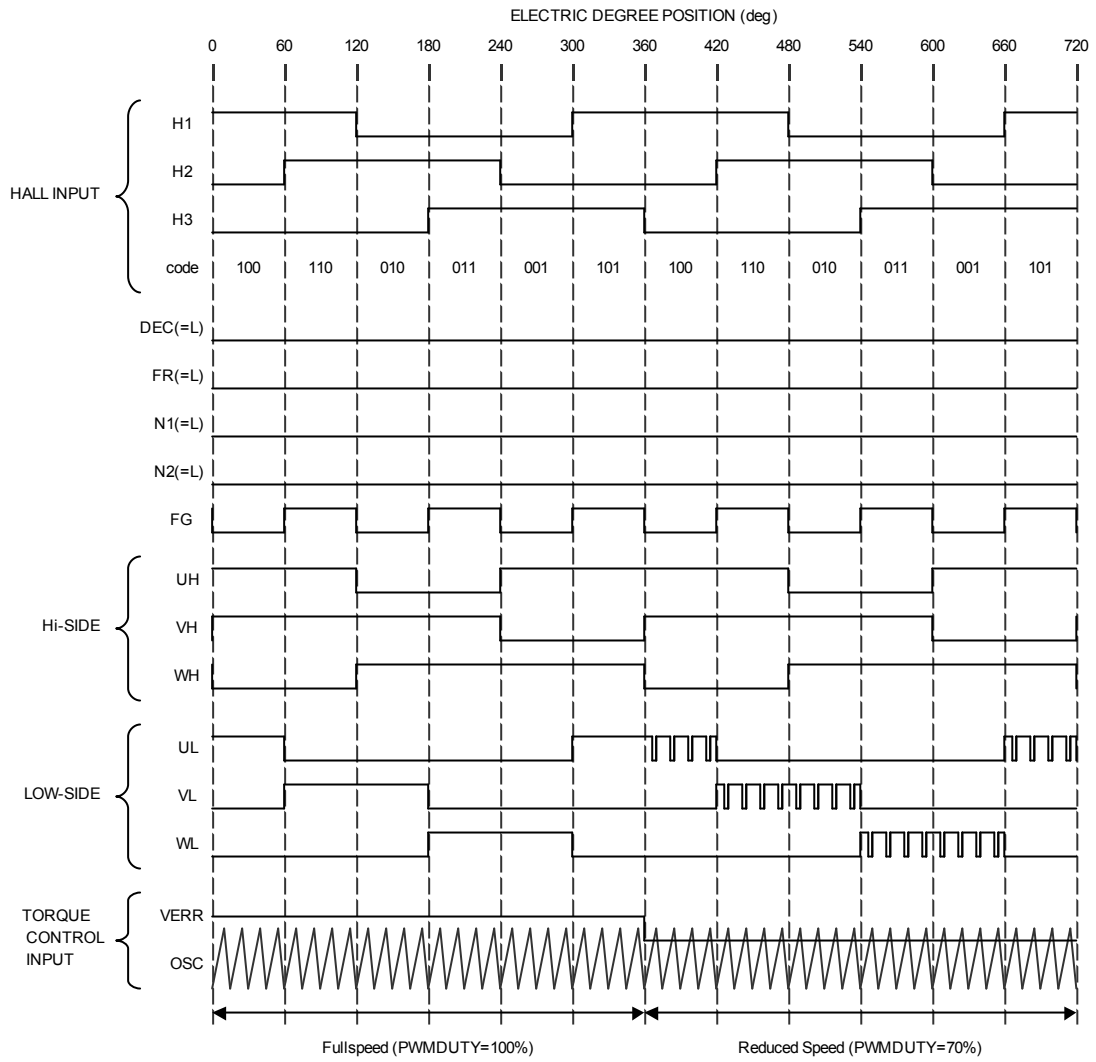 ELECTRIC DEGREE POSITION (deg)
0 60 120 180 240 300 360 420 480 540 600 660 720
H1
H2
HALL INPUT
H3
code 100 110 010 011 001 101 100 110 010 011 001 101
DEC(=L)
FR(=L)
N1(=L)
N2(=L)
FG
UH
Hi-SIDE
VH
WH
UL
LOW-SIDE
VL
WL
TORQUE
CONTROL
INPUT
VERR
OSC
Fullspeed (PWMDUTY=100%) Reduced Speed (PWMDUTY=70%)